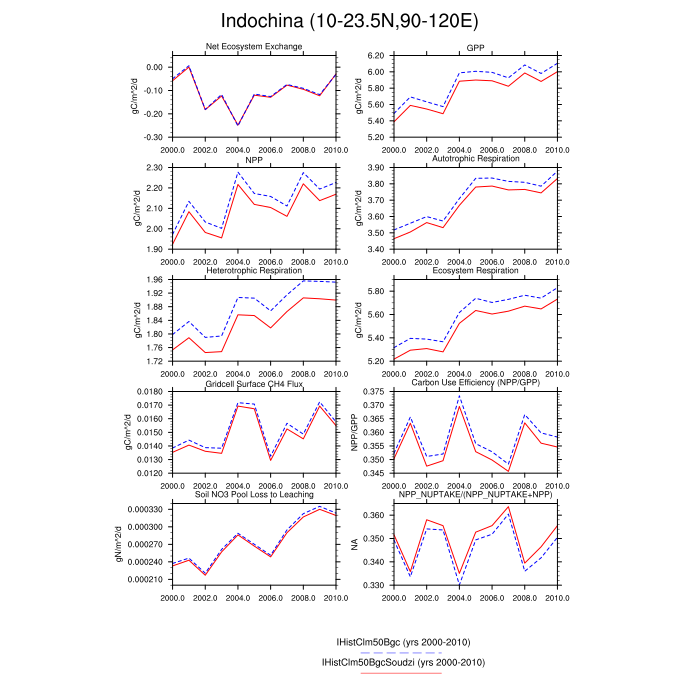 Indochina (10-23.5N,90-120E)
Net Ecosystem Exchange
GPP
gC/m^2/d
0.00
-0.10
-0.20
-0.30
2000.0 2002.0 2004.0 2006.0 2008.0 2010.0
gC/m^2/d
6.20
6.00
5.80
5.60
5.40
5.20
2000.0 2002.0 2004.0 2006.0 2008.0 2010.0
NPP
Autotrophic Respiration
gC/m^2/d
2.30
2.20
2.10
2.00
1.90
2000.0 2002.0 2004.0 2006.0 2008.0 2010.0
gC/m^2/d
3.90
3.80
3.70
3.60
3.50
3.40
2000.0 2002.0 2004.0 2006.0 2008.0 2010.0
Heterotrophic Respiration
Ecosystem Respiration
gC/m^2/d
1.96
1.92
1.88
1.84
1.80
1.76
1.72
2000.0 2002.0 2004.0 2006.0 2008.0 2010.0
gC/m^2/d
5.80
5.60
5.40
5.20
2000.0 2002.0 2004.0 2006.0 2008.0 2010.0
Gridcell Surface CH4 Flux
Carbon Use Efficiency (NPP/GPP)
gC/m^2/d
0.0180
0.0170
0.0160
0.0150
0.0140
0.0130
0.0120
2000.0 2002.0 2004.0 2006.0 2008.0 2010.0
NPP/GPP
0.375
0.370
0.365
0.360
0.355
0.350
0.345
2000.0 2002.0 2004.0 2006.0 2008.0 2010.0
Soil NO3 Pool Loss to Leaching
NPP_NUPTAKE/(NPP_NUPTAKE+NPP)
gN/m^2/d
0.000330
0.000300
0.000270
0.000240
0.000210
2000.0 2002.0 2004.0 2006.0 2008.0 2010.0
NA
0.360
0.350
0.340
0.330
2000.0 2002.0 2004.0 2006.0 2008.0 2010.0
IHistClm50Bgc (yrs 2000-2010)
IHistClm50BgcSoudzi (yrs 2000-2010)